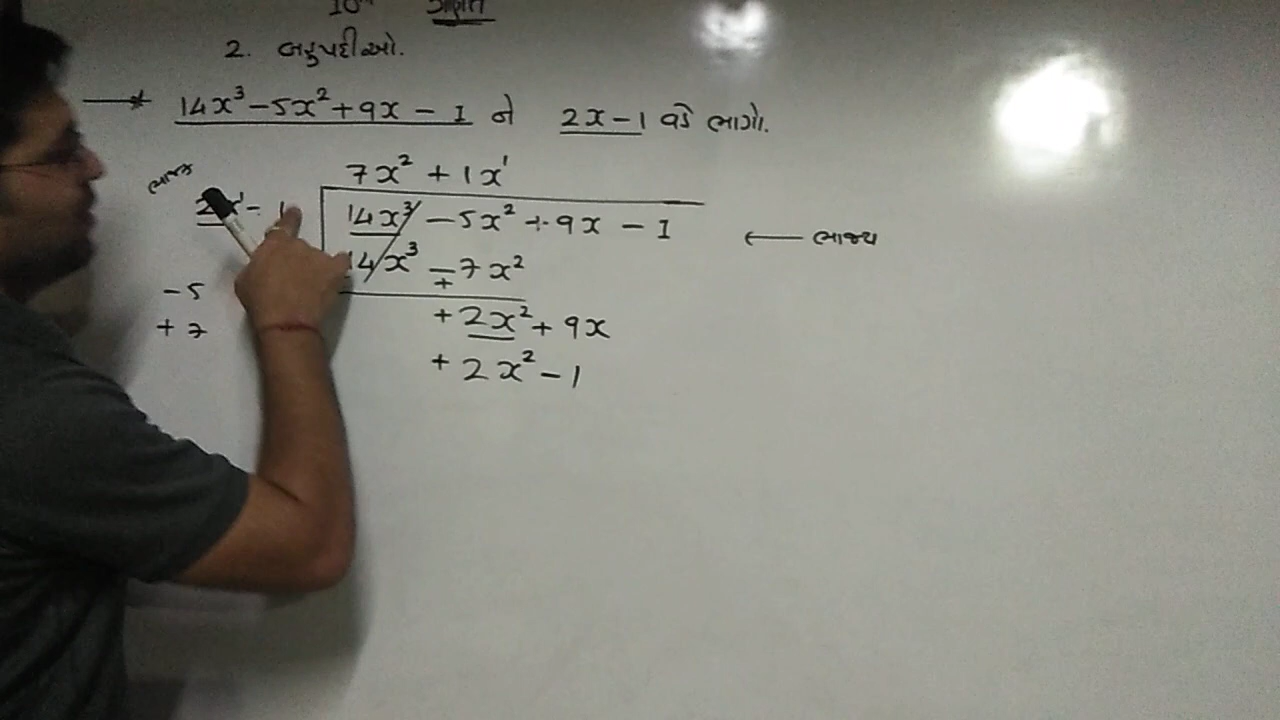 10ᵗʰ ગણિત
2. બહુપદીઓ.
→ 14x³ – 5x² + 9x – 1 ને 2x – 1 વડે ભાગો.
7x² + 1x¹
ભાજક
2x¹ – 1 14x³ – 5x² + 9x – 1 ← ભાજ્ય
14x³ – 7x²
+
– 5 + 2x² + 9x
+ 7 + 2x² – 1